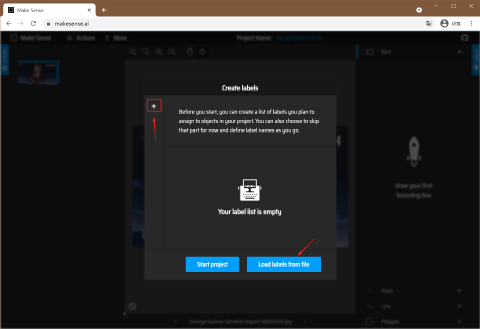 Make Sense
makesense.ai
访客
Make Sense
Actions
More
Project Name:
Create labels
+
Before you start, you can create a list of labels you plan to
assign to objects in your project. You can also choose to skip
that part for now and define label names as you go.
Your label list is empty
Start project
Load labels from file
Rect
draw your first
bounding box
Point
Line
Polygon